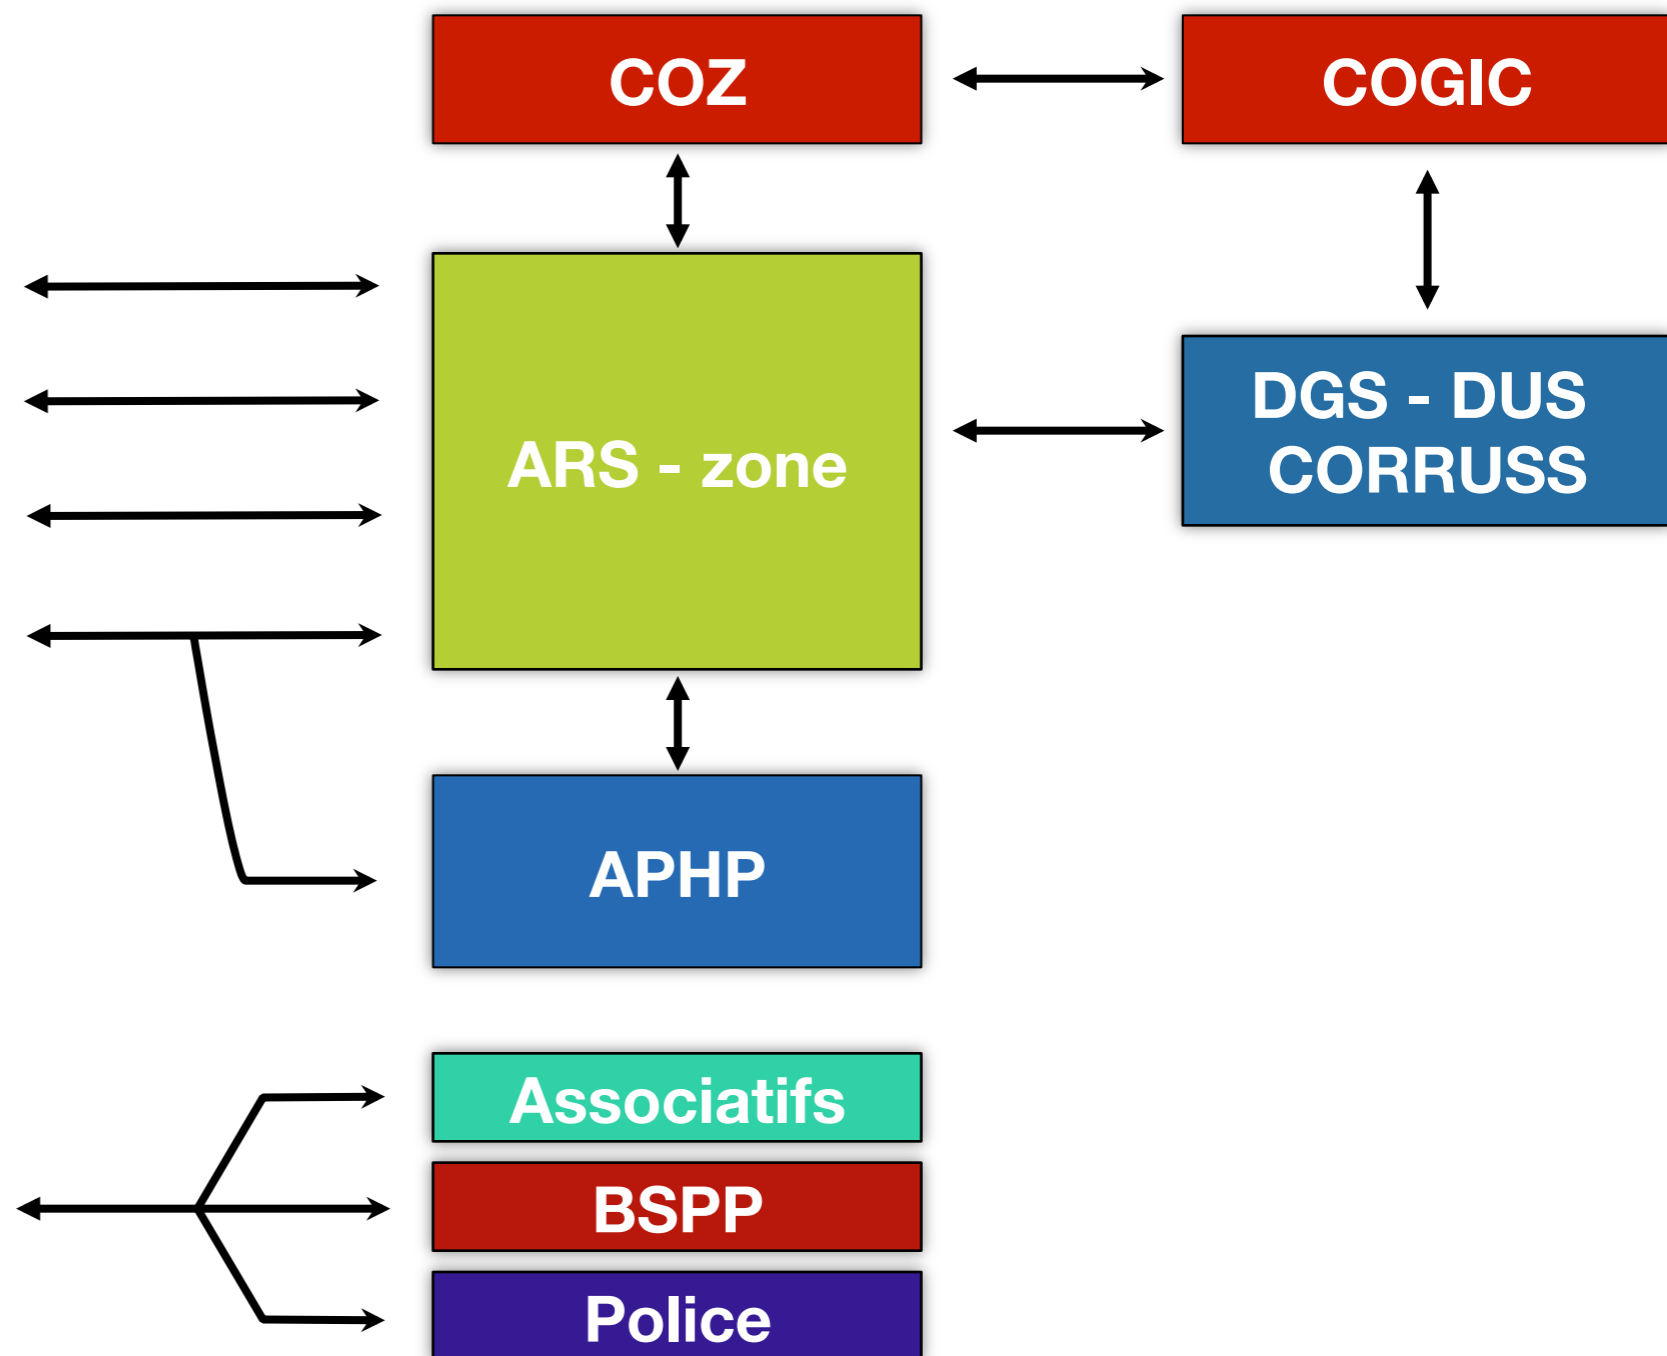 COZ
COGIC
ARS - zone
DGS - DUS
CORRUSS
APHP
Associatifs
BSPP
Police